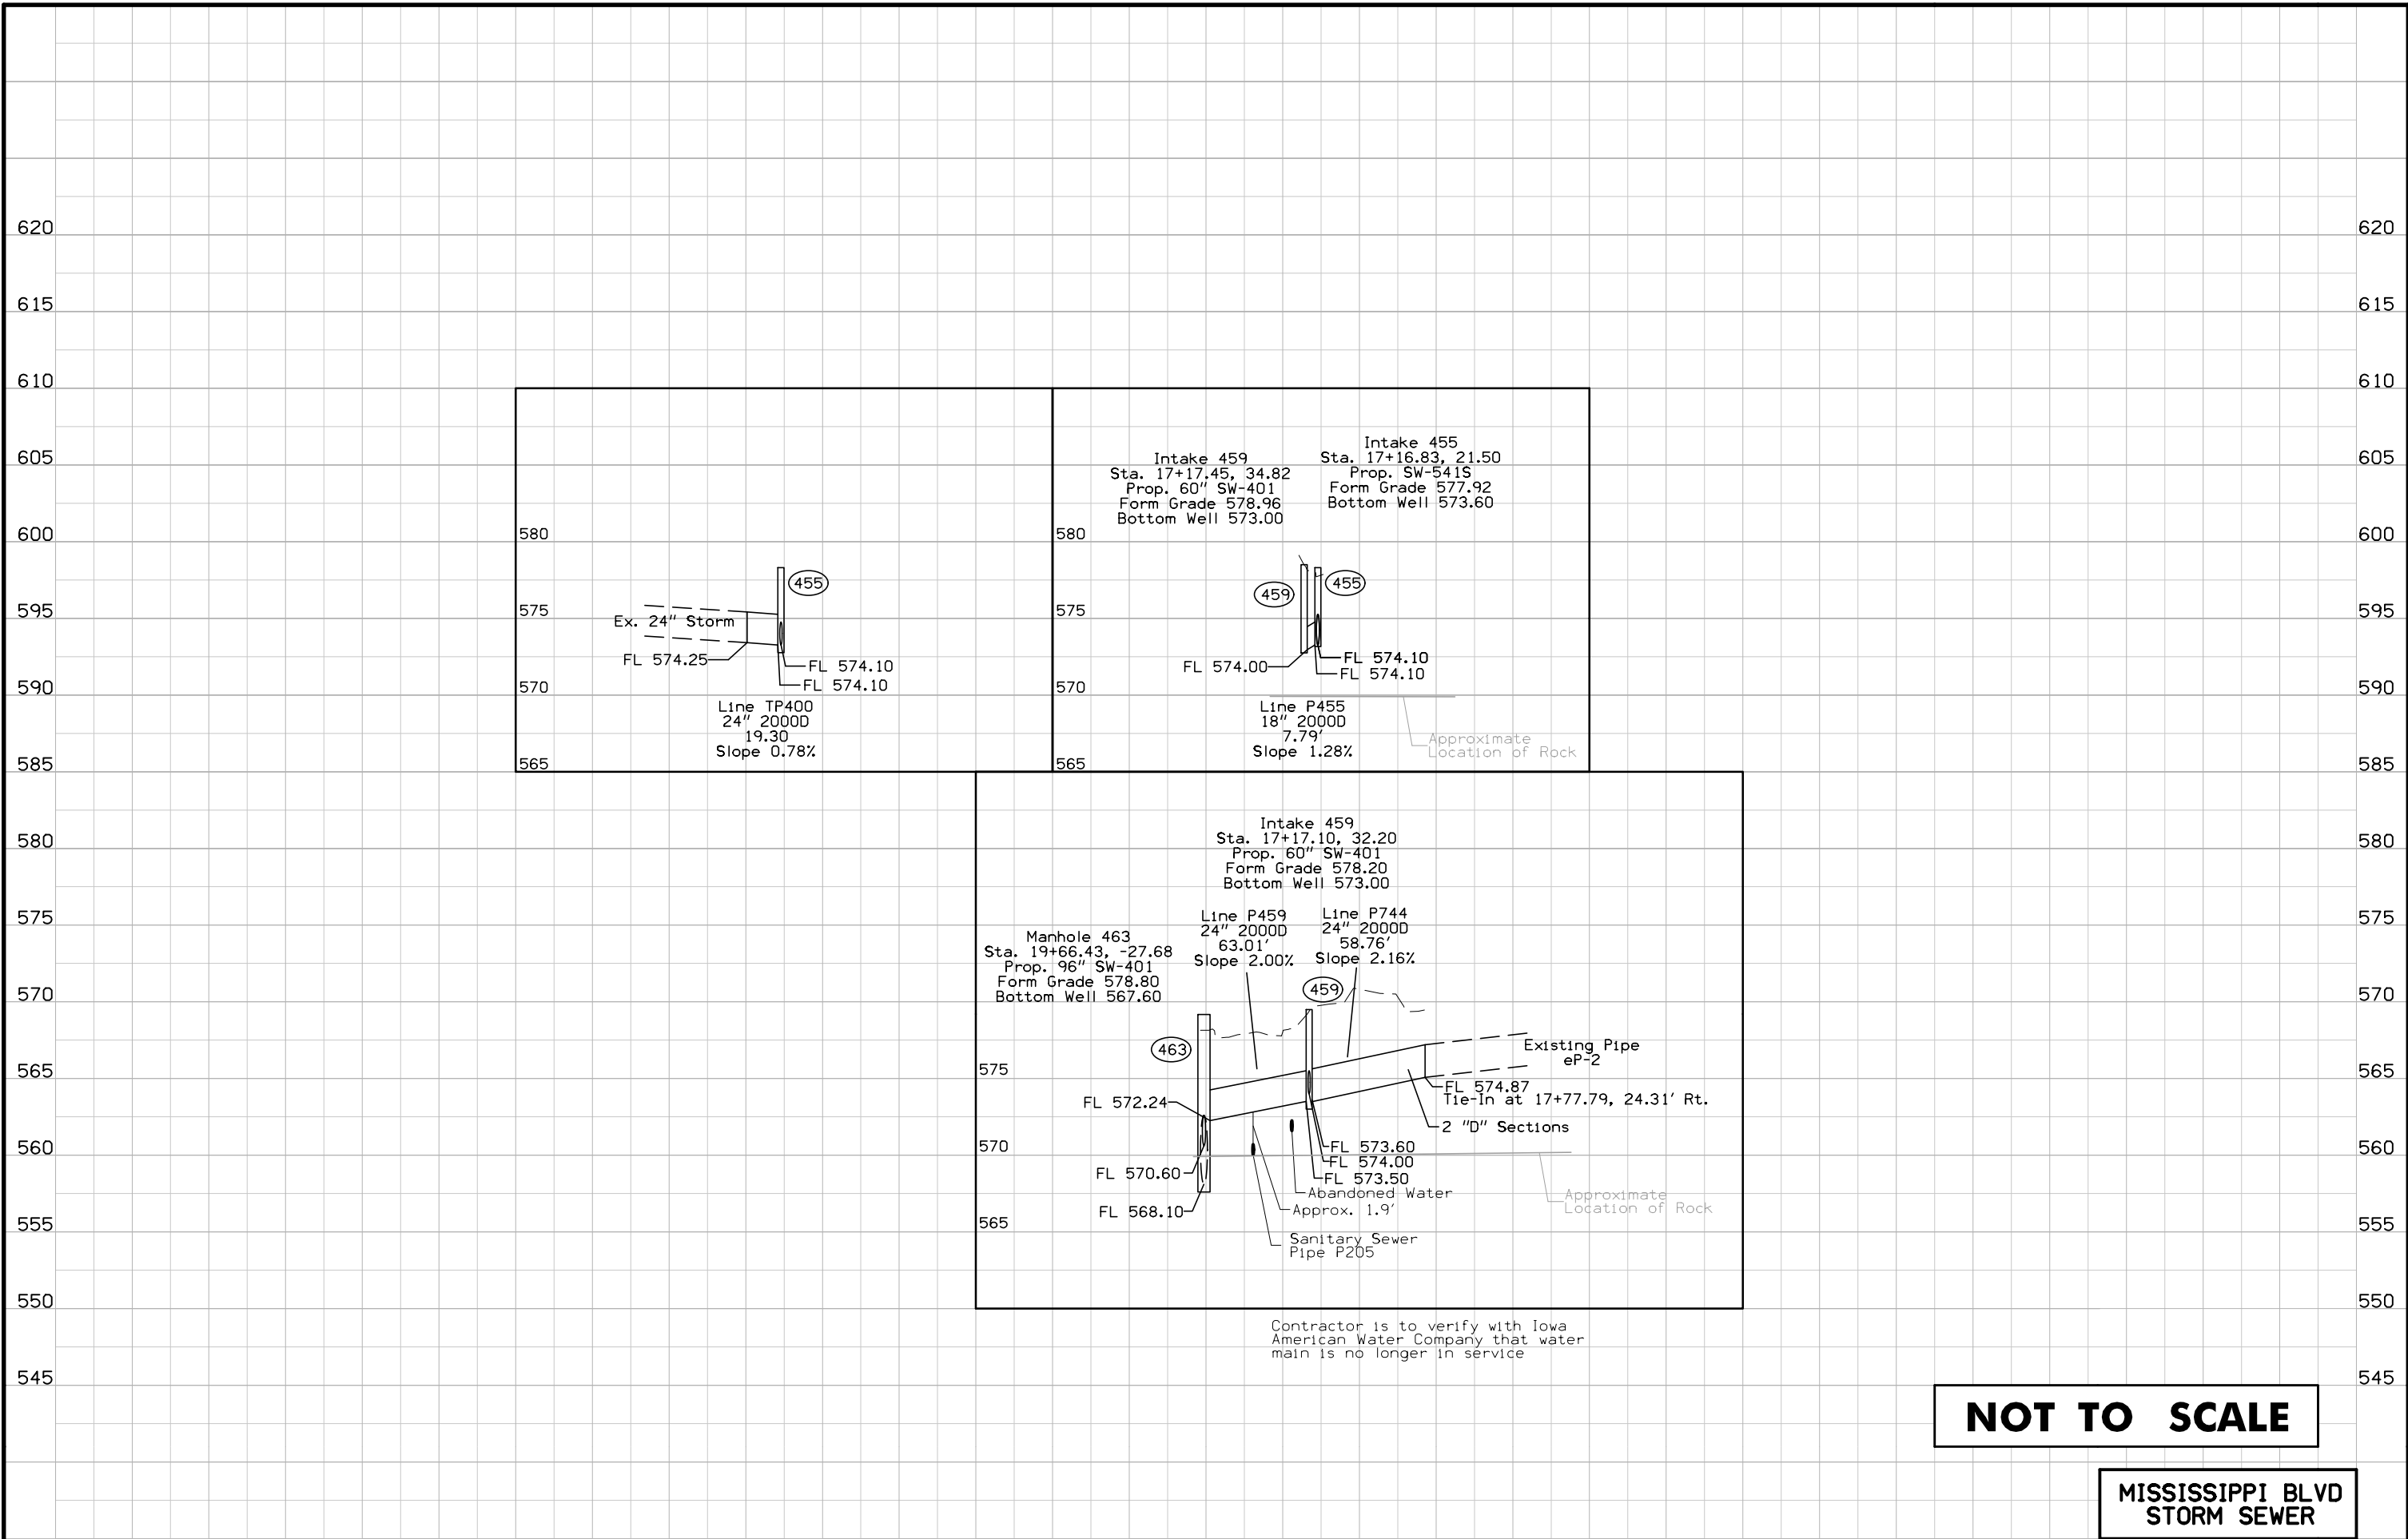 620
620
615
615
610
610
605
605
600
600
595
595
590
590
585
585
580
580
575
575
570
570
565
565
560
560
555
555
550
550
545
545
580
575
570
565
455
Ex. 24" Storm
FL 574.25
FL 574.10
FL 574.10
Line TP400
24" 2000D
19.30
Slope 0.78%
580
575
570
565
Intake 459
Sta. 17+17.45, 34.82
Prop. 60" SW-401
Form Grade 578.96
Bottom Well 573.00
Intake 455
Sta. 17+16.83, 21.50
Prop. SW-541S
Form Grade 577.92
Bottom Well 573.60
459
455
FL 574.00
FL 574.10
FL 574.10
Line P455
18" 2000D
7.79'
Slope 1.28%
Approximate
Location of Rock
Intake 459
Sta. 17+17.10, 32.20
Prop. 60" SW-401
Form Grade 578.20
Bottom Well 573.00
Manhole 463
Sta. 19+66.43, -27.68
Prop. 96" SW-401
Form Grade 578.80
Bottom Well 567.60
Line P459
24" 2000D
63.01'
Slope 2.00%
Line P744
24" 2000D
58.76'
Slope 2.16%
459
463
575
570
565
Existing Pipe
eP-2
FL 574.87
Tie-In at 17+77.79, 24.31' Rt.
2 "D" Sections
FL 572.24
FL 570.60
FL 568.10
FL 573.60
FL 574.00
FL 573.50
Abandoned Water
Approx. 1.9'
Sanitary Sewer
Pipe P205
Approximate
Location of Rock
Contractor is to verify with Iowa
American Water Company that water
main is no longer in service
NOT TO SCALE
MISSISSIPPI BLVD
STORM SEWER